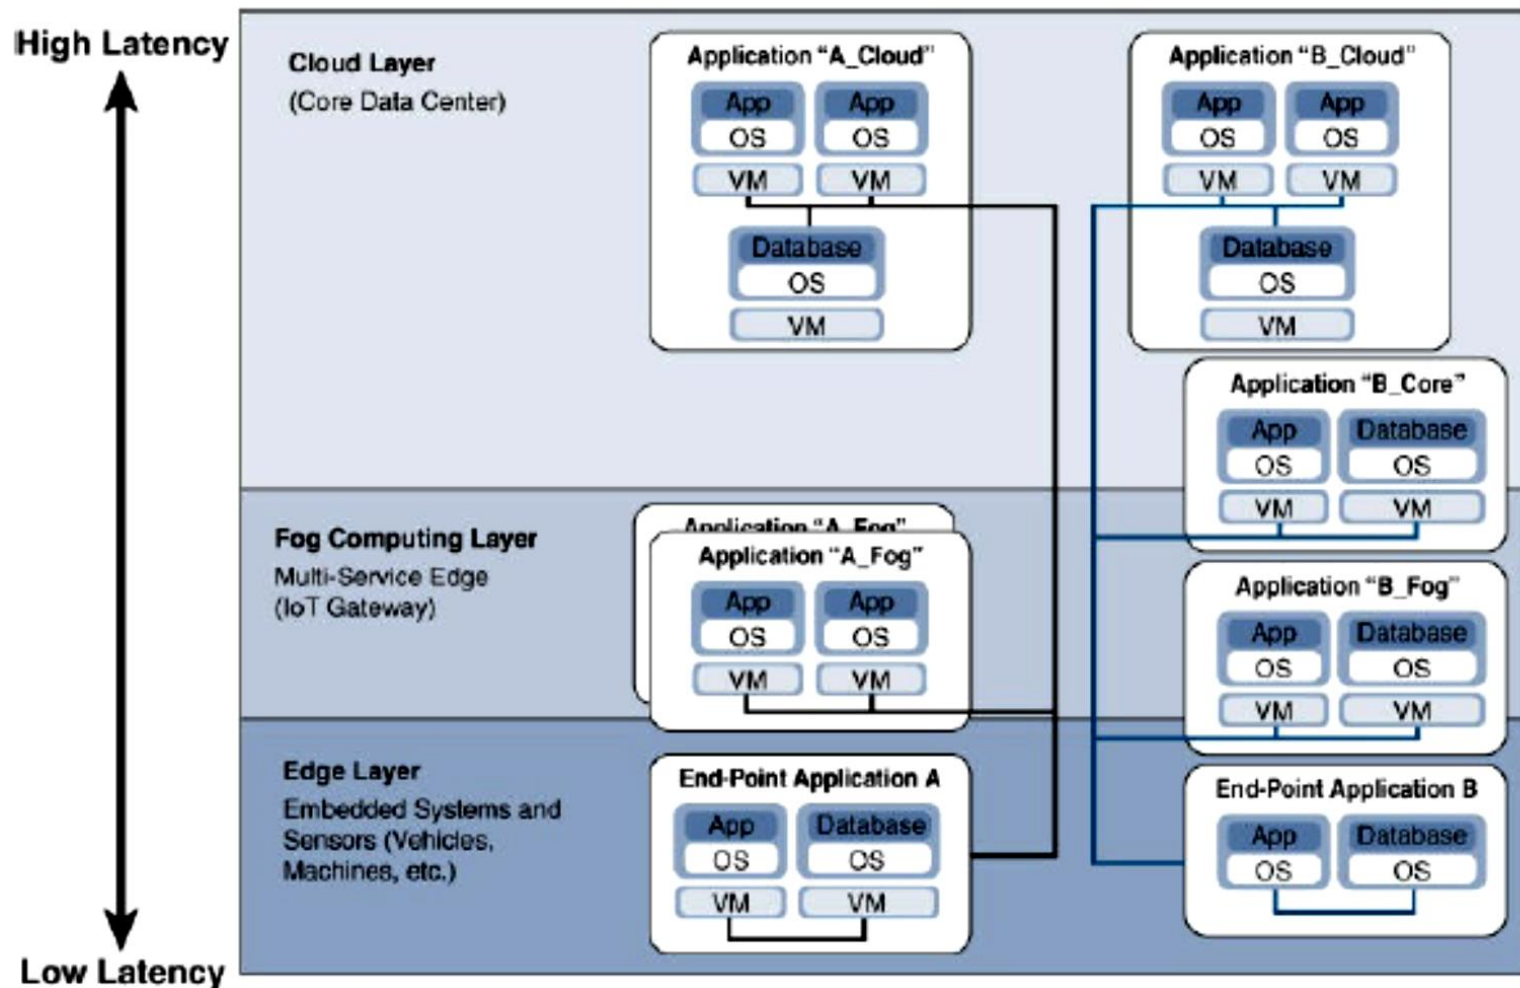 High Latency
Cloud Layer
(Core Data Center)
Application “A_Cloud”
App App
OS OS
VM VM
Database
OS
VM
Application “B_Cloud”
App App
OS OS
VM VM
Database
OS
VM
Application “B_Core”
App Database
OS OS
VM VM
Fog Computing Layer
Multi-Service Edge
(IoT Gateway)
Application “A_Fog”
Application “A_Fog”
App App
OS OS
VM VM
Application “B_Fog”
App Database
OS OS
VM VM
Edge Layer
Embedded Systems and
Sensors (Vehicles,
Machines, etc.)
End-Point Application A
App Database
OS OS
VM VM
End-Point Application B
App Database
OS OS
Low Latency